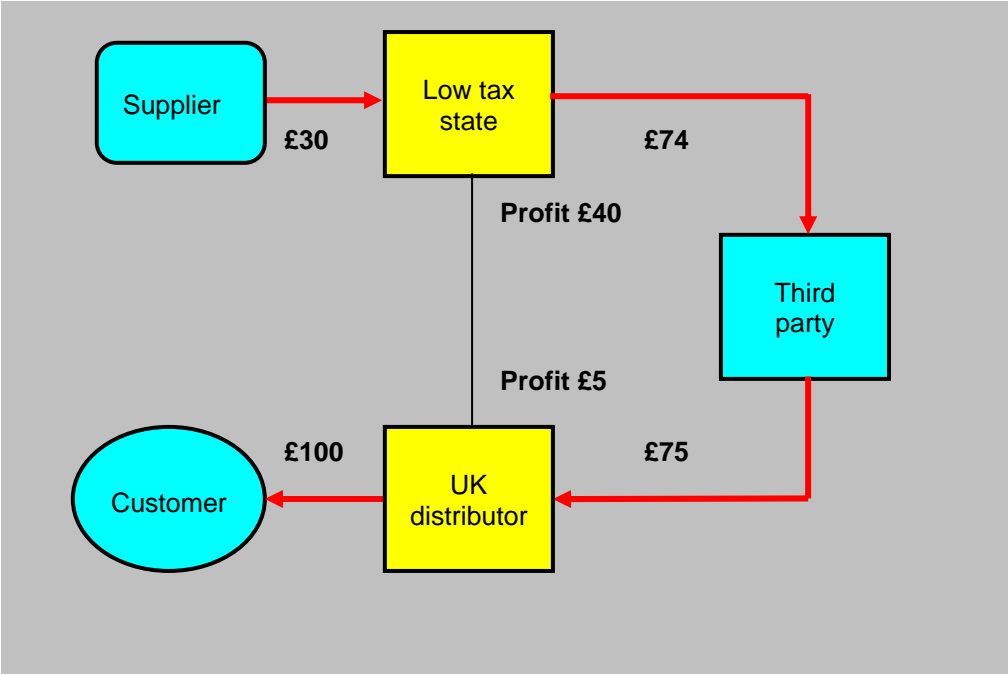 Supplier
£30
Low tax
state
£74
Profit £40
Third
party
Profit £5
£100
£75
Customer
UK
distributor